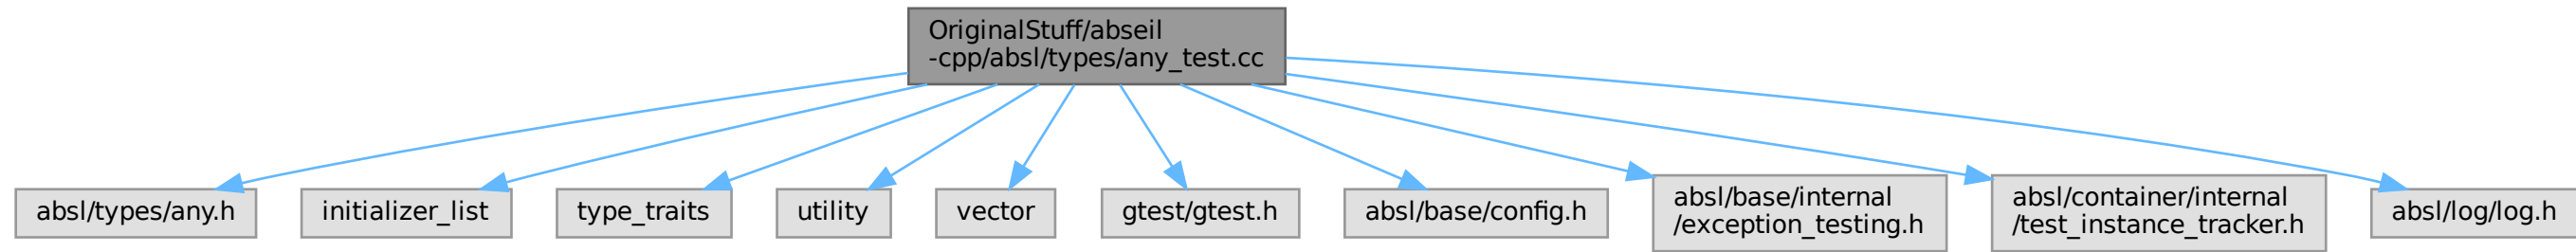 OriginalStuff/abseil
-cpp/absl/types/any_test.cc
absl/types/any.h
initializer_list
type_traits
utility
vector
gtest/gtest.h
absl/base/config.h
absl/base/internal
/exception_testing.h
absl/container/internal
/test_instance_tracker.h
absl/log/log.h